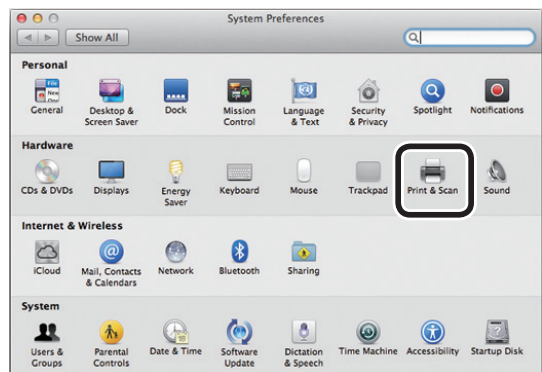 System Preferences
Show All
Personal
General
Desktop &
Screen Saver
Dock
Mission
Control
Language
& Text
Security
& Privacy
Spotlight
Notifications
Hardware
CDs & DVDs
Displays
Energy
Saver
Keyboard
Mouse
Trackpad
Print & Scan
Sound
Internet & Wireless
iCloud
Mail, Contacts
& Calendars
Network
Bluetooth
Sharing
System
Users &
Groups
Parental
Controls
Date & Time
Software
Update
Dictation
& Speech
Time Machine
Accessibility
Startup Disk